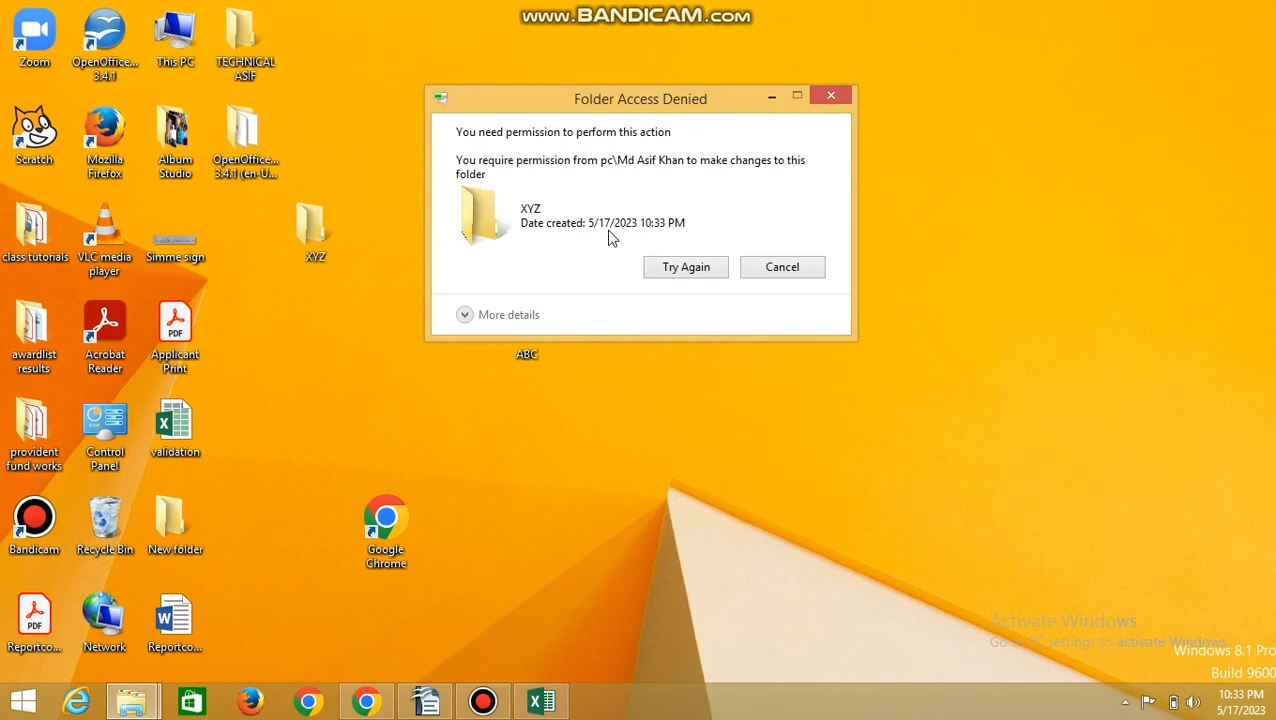 www.BANDICAM.com
Zoom
OpenOffice...
3.4.1
This PC
TECHNICAL
ASIF
Scratch
Mozilla
Firefox
Album
Studio
OpenOffice...
3.4.1 (en-U...
class tutorials
VLC media
player
Simme sign
XYZ
awardlist
results
Acrobat
Reader
PDF
Applicant
Print
provident
fund works
Control
Panel
validation
Bandicam
Recycle Bin
New folder
Google
Chrome
PDF
Reportco...
Network
Reportco...
Folder Access Denied
You need permission to perform this action
You require permission from pc\Md Asif Khan to make changes to this
folder
XYZ
Date created: 5/17/2023 10:33 PM
Try Again
Cancel
More details
ABC
Activate Windows
Go to PC settings to activate Windows.
Windows 8.1 Pro
Build 9600
10:33 PM
5/17/2023